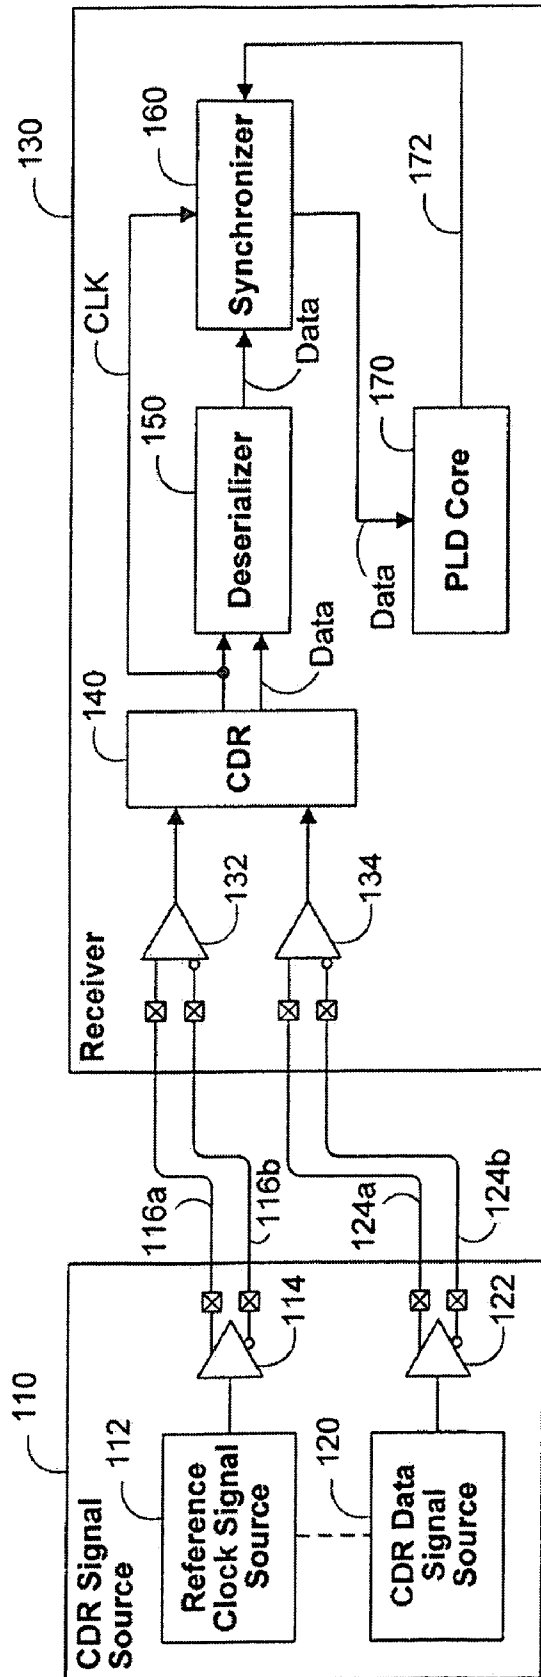 110
CDR Signal
Source
112
Reference
Clock Signal
Source
114
116a
116b
120
CDR Data
Signal
Source
122
124a
124b
130
Receiver
132
134
140
CDR
CLK
Data
150
Deserializer
Data
160
Synchronizer
Data
170
PLD Core
172